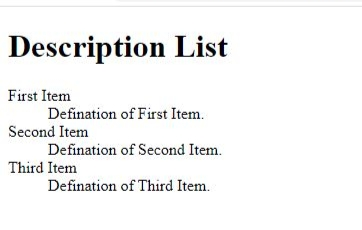 Description List
First Item
Defination of First Item.
Second Item
Defination of Second Item.
Third Item
Defination of Third Item.